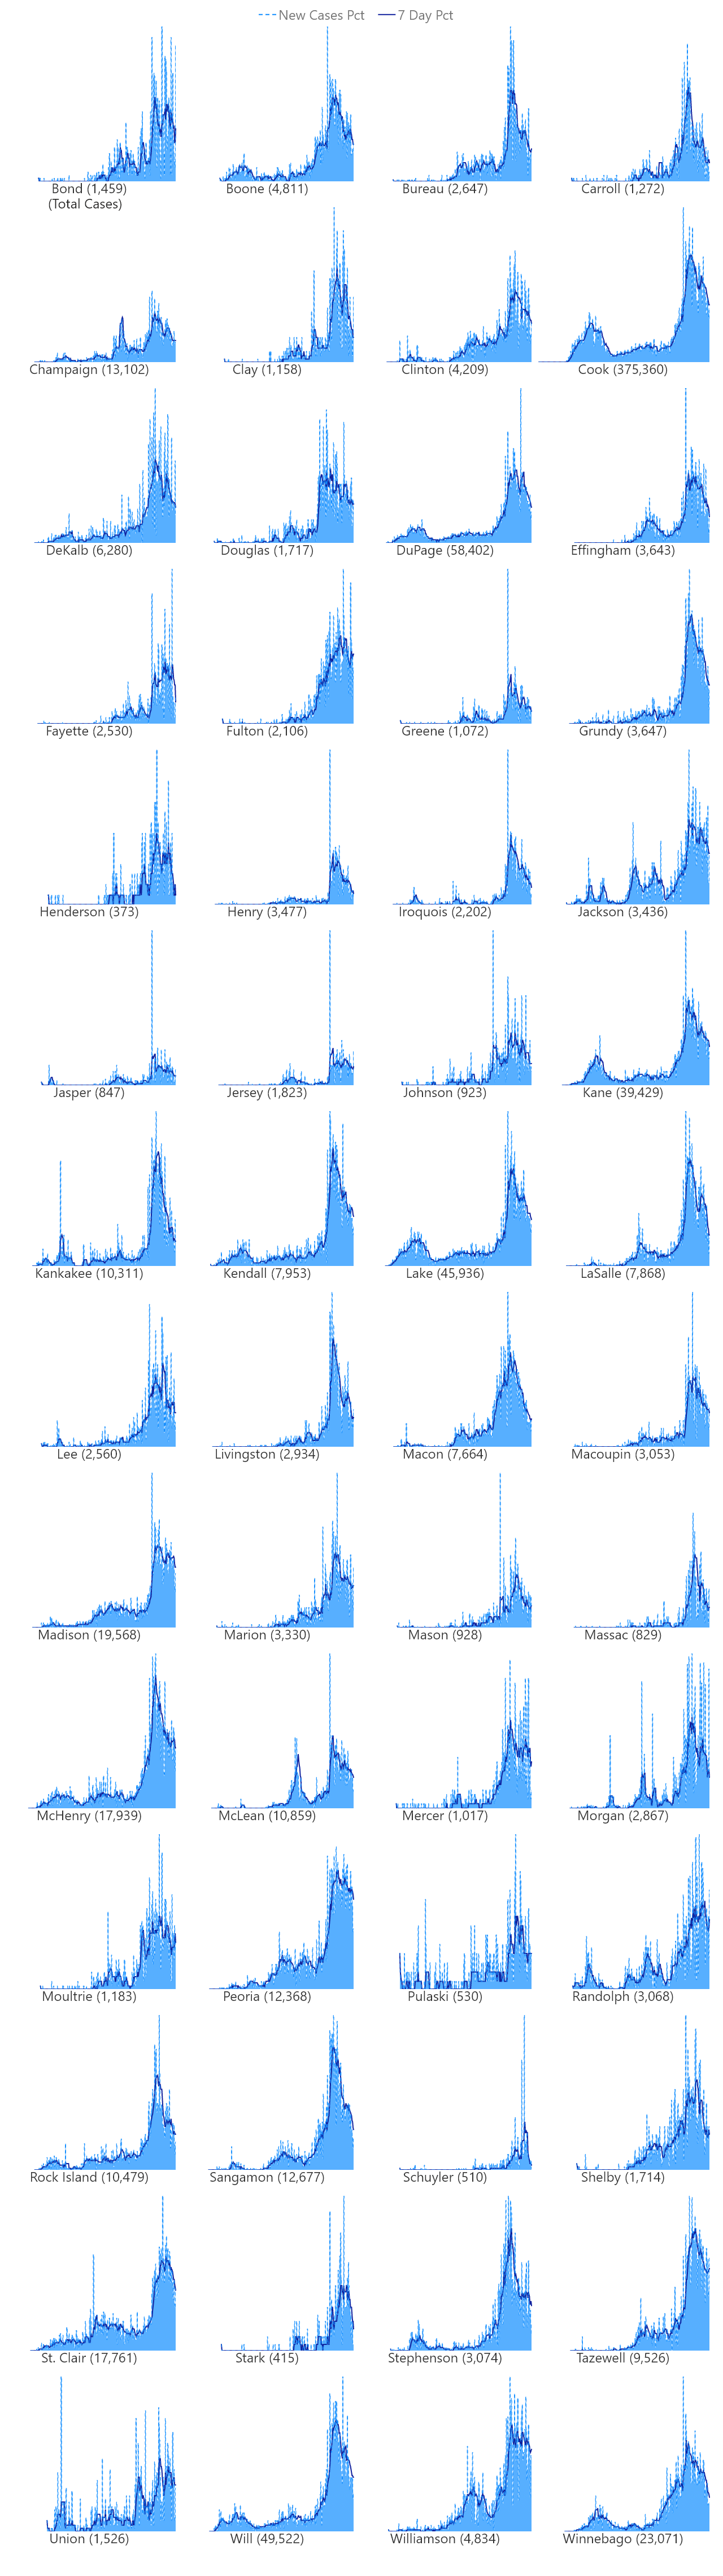 New Cases Pct 7 Day Pct
Bond (1,459) Boone (4,811) Bureau (2,647) Carroll (1,272)
(Total Cases)
Champaign (13,102) Clay (1,158) Clinton (4,209) Cook (375,360)
DeKalb (6,280) Douglas (1,717) DuPage (58,402) Effingham (3,643)
Fayette (2,530) Fulton (2,106) Greene (1,072) Grundy (3,647)
Henderson (373) Henry (3,477) Iroquois (2,202) Jackson (3,436)
Jasper (847) Jersey (1,823) Johnson (923) Kane (39,429)
Kankakee (10,311) Kendall (7,953) Lake (45,936) LaSalle (7,868)
Lee (2,560) Livingston (2,934) Macon (7,664) Macoupin (3,053)
Madison (19,568) Marion (3,330) Mason (928) Massac (829)
McHenry (17,939) McLean (10,859) Mercer (1,017) Morgan (2,867)
Moultrie (1,183) Peoria (12,368) Pulaski (530) Randolph (3,068)
Rock Island (10,479) Sangamon (12,677) Schuyler (510) Shelby (1,714)
St. Clair (17,761) Stark (415) Stephenson (3,074) Tazewell (9,526)
Union (1,526) Will (49,522) Williamson (4,834) Winnebago (23,071)